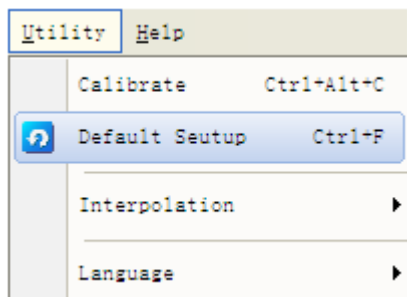 Utility Help
Calibrate Ctrl+Alt+C
Default Seutup Ctrl+F
Interpolation
Language